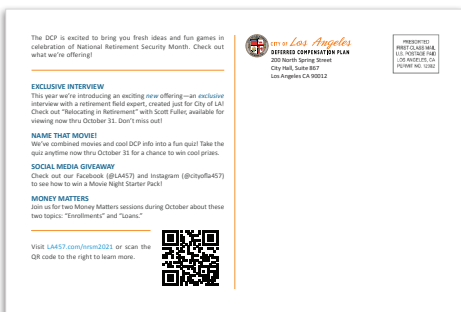 The DCP is excited to bring you fresh ideas and fun games in
celebration of National Retirement Security Month. Check out
what we're offering!
EXCLUSIVE INTERVIEW
This year we're introducing an exciting new offering—an exclusive
interview with a retirement field expert, created just for City of LA!
Check out "Relocating in Retirement" with Scott Fuller, available for
viewing now thru October 31. Don't miss out!
NAME THAT MOVIE!
We've combined movies and cool DCP info into a fun quiz! Take the
quiz anytime now thru October 31 for a chance to win cool prizes.
SOCIAL MEDIA GIVEAWAY
Check out our Facebook (@LA457) and Instagram (@cityofla457)
to see how to win a Movie Night Starter Pack!
MONEY MATTERS
Join us for two Money Matters sessions during October about these
two topics: "Enrollments" and "Loans."
Visit LA457.com/nrsm2021 or scan the
QR code to the right to learn more.
CITY OF Los Angeles
DEFERRED COMPENSATION PLAN
200 North Spring Street
City Hall, Suite 867
Los Angeles CA 90012
PRESORTED
FIRST CLASS MAIL
U.S. POSTAGE PAID
LOS ANGELES, CA
PERMIT NO. 12932